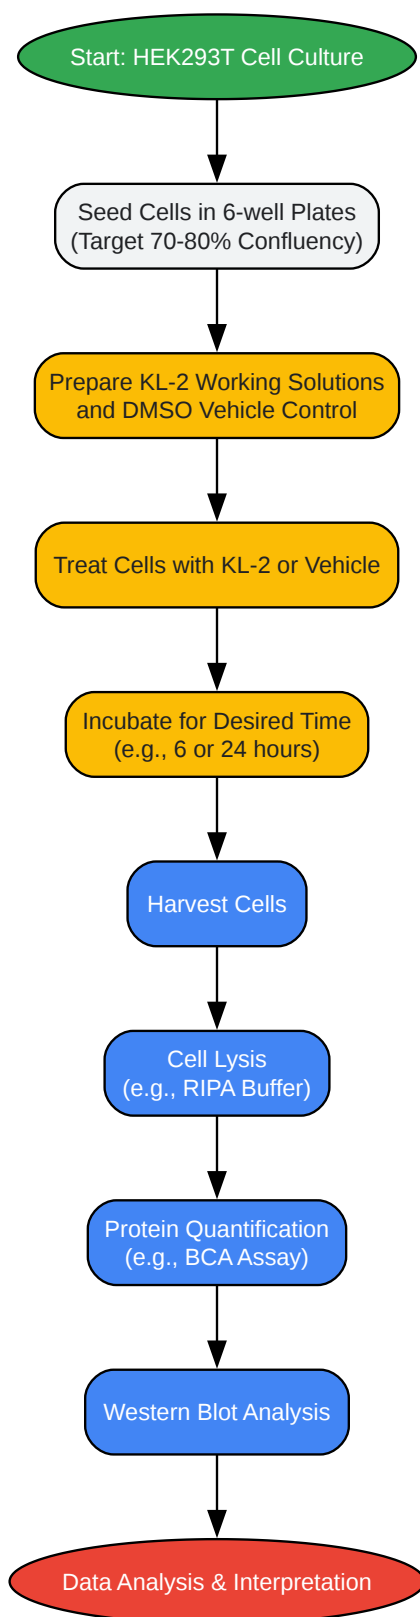 Start: HEK293T Cell Culture
Seed Cells in 6-well Plates
(Target 70-80% Confluency)
Prepare KL-2 Working Solutions
and DMSO Vehicle Control
Treat Cells with KL-2 or Vehicle
Incubate for Desired Time
(e.g., 6 or 24 hours)
Harvest Cells
Cell Lysis
(e.g., RIPA Buffer)
Protein Quantification
(e.g., BCA Assay)
Western Blot Analysis
Data Analysis & Interpretation